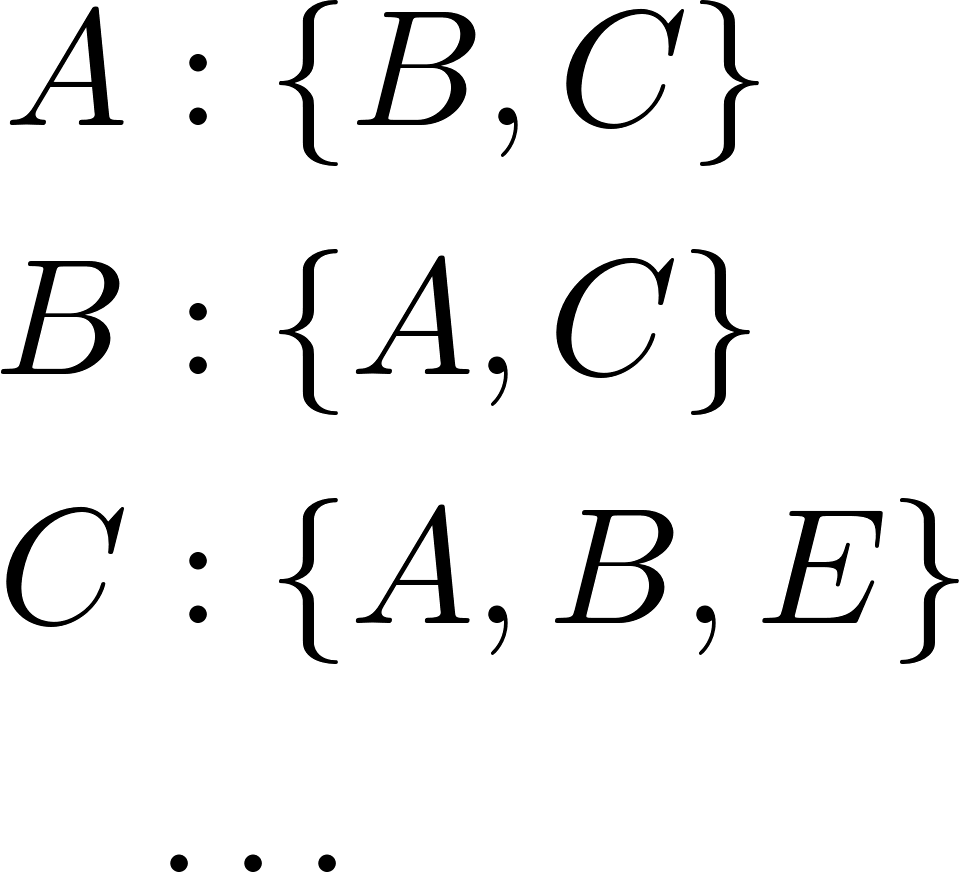 A : {B, C}
B : {A, C}
C : {A, B, E}
...